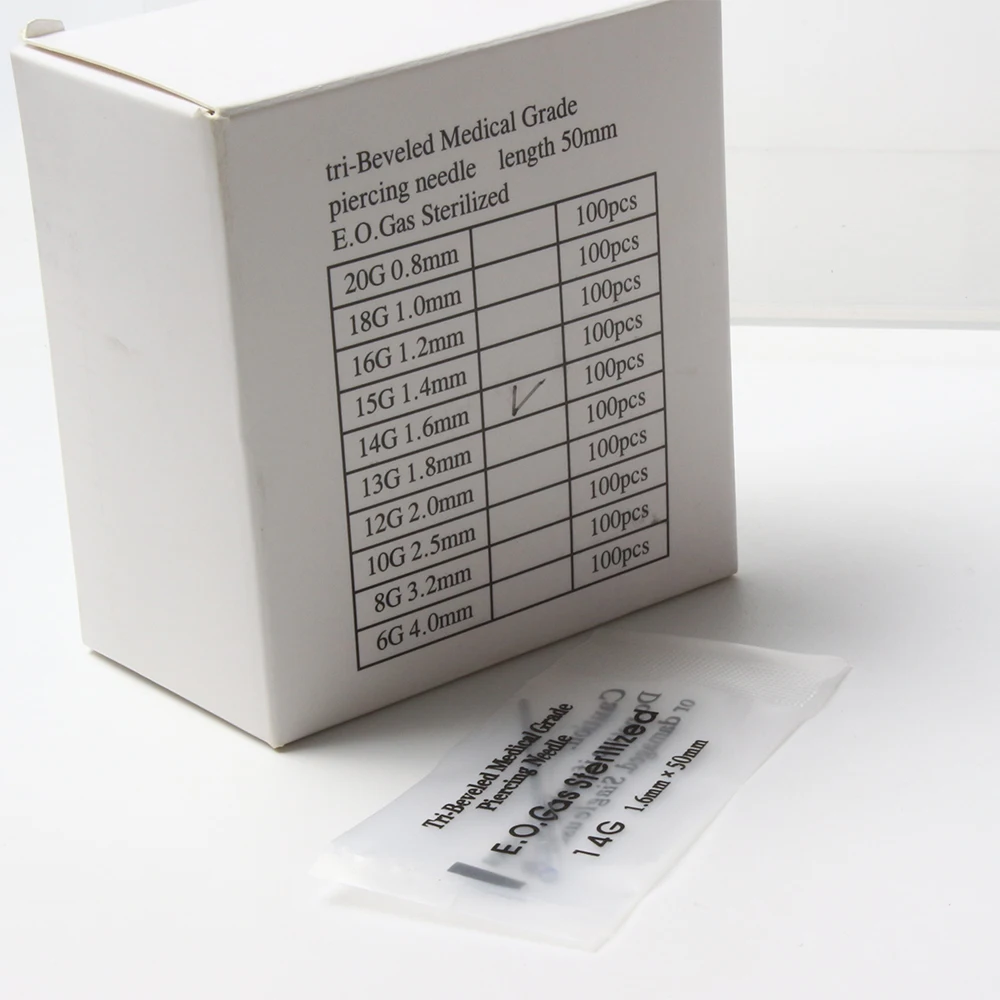 tri-Beveled Medical Grade
piercing needle length 50mm
E.O.Gas Sterilized
20G 0.8mm 100pcs
18G 1.0mm 100pcs
16G 1.2mm 100pcs
15G 1.4mm 100pcs
14G 1.6mm ✓ 100pcs
13G 1.8mm 100pcs
12G 2.0mm 100pcs
10G 2.5mm 100pcs
8G 3.2mm 100pcs
6G 4.0mm 100pcs
Tri-Beveled Medical Grade
Piercing Needle
E.O.Gas Sterilized
14G 1.6mm × 50mm
or damaged Single